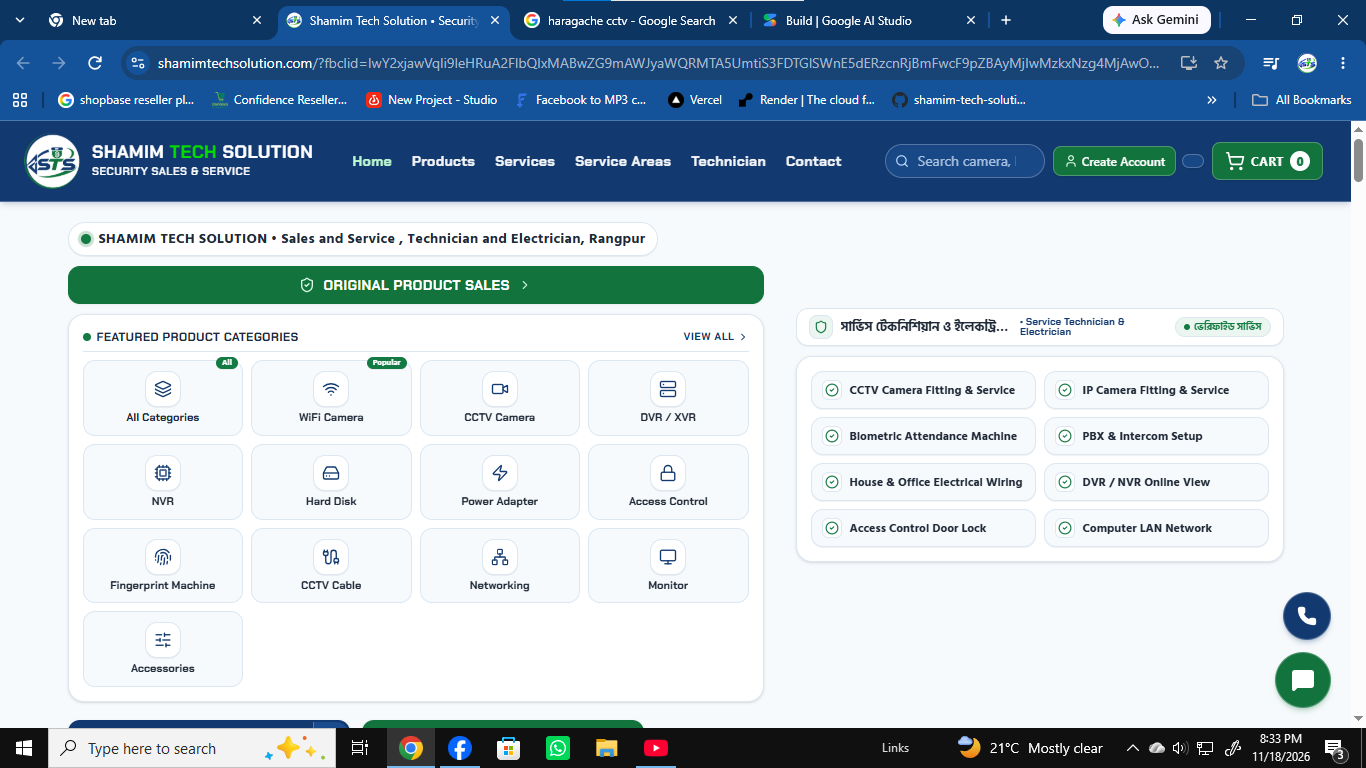 New tab
Shamim Tech Solution • Security
haragache cctv - Google Search
Build | Google AI Studio
Ask Gemini
shamimtechsolution.com/?fbclid=
shopbase reseller pl...
Confidence Reseller...
New Project - Studio
Facebook to MP3 c...
Vercel
Render | The cloud f...
shamim-tech-soluti...
»
All Bookmarks
STS
SHAMIM TECH SOLUTION
SECURITY SALES & SERVICE
Home
Products
Services
Service Areas
Technician
Contact
Search camera,
Create Account
CART 0
SHAMIM TECH SOLUTION • Sales and Service , Technician and Electrician, Rangpur
ORIGINAL PRODUCT SALES
FEATURED PRODUCT CATEGORIES
VIEW ALL
All
All Categories
Popular
WiFi Camera
CCTV Camera
DVR / XVR
NVR
Hard Disk
Power Adapter
Access Control
Fingerprint Machine
CCTV Cable
Networking
Monitor
Accessories
সার্ভিস টেকনিশিয়ান ও ইলেকট্রি...
• Service Technician &
Electrician
• ভেরিফাইড সার্ভিস
CCTV Camera Fitting & Service
IP Camera Fitting & Service
Biometric Attendance Machine
PBX & Intercom Setup
House & Office Electrical Wiring
DVR / NVR Online View
Access Control Door Lock
Computer LAN Network
Type here to search
Links
21°C Mostly clear
8:33 PM
11/18/2026
3